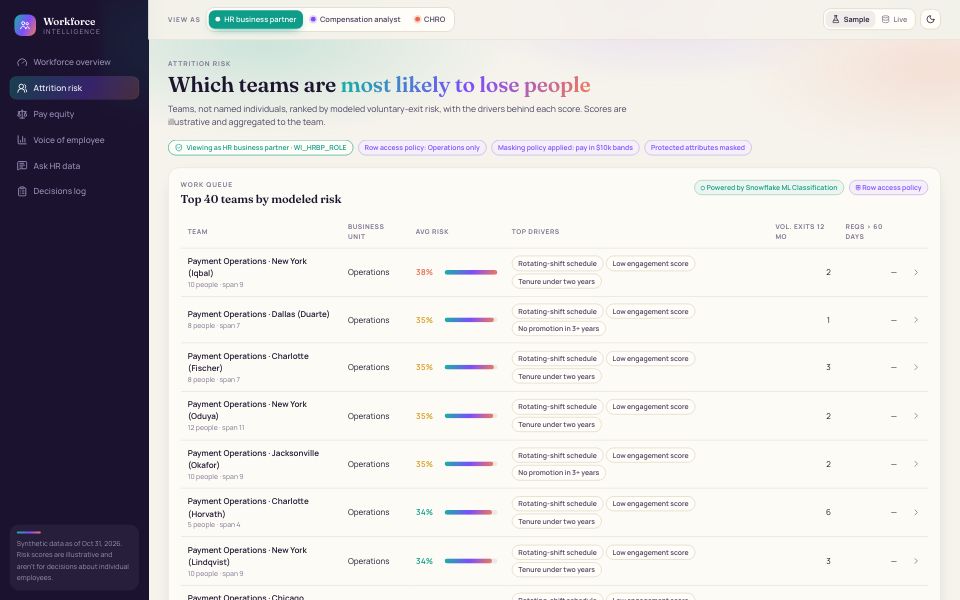 Workforce
INTELLIGENCE
Workforce overview
Attrition risk
Pay equity
Voice of employee
Ask HR data
Decisions log
Synthetic data as of Oct 31, 2026.
Risk scores are illustrative and
aren't for decisions about individual
employees.
VIEW AS
HR business partner
Compensation analyst
CHRO
Sample
Live
ATTRITION RISK
Which teams are most likely to lose people
Teams, not named individuals, ranked by modeled voluntary-exit risk, with the drivers behind each score. Scores are
illustrative and aggregated to the team.
Viewing as HR business partner · WI_HRBP_ROLE
Row access policy: Operations only
Masking policy applied: pay in $10k bands
Protected attributes masked
WORK QUEUE
Top 40 teams by modeled risk
Powered by Snowflake ML Classification
Row access policy
TEAM
BUSINESS
UNIT
AVG RISK
TOP DRIVERS
VOL. EXITS 12
MO
REQS > 60
DAYS
Payment Operations · New York
(Iqbal)
10 people · span 9
Operations
38%
Rotating-shift schedule
Low engagement score
Tenure under two years
2
—
Payment Operations · Dallas (Duarte)
8 people · span 7
Operations
35%
Rotating-shift schedule
Low engagement score
No promotion in 3+ years
1
—
Payment Operations · Charlotte
(Fischer)
8 people · span 7
Operations
35%
Rotating-shift schedule
Low engagement score
Tenure under two years
3
—
Payment Operations · New York
(Oduya)
12 people · span 11
Operations
35%
Rotating-shift schedule
Low engagement score
Tenure under two years
2
—
Payment Operations · Jacksonville
(Okafor)
10 people · span 9
Operations
35%
Rotating-shift schedule
Low engagement score
No promotion in 3+ years
2
—
Payment Operations · Charlotte
(Horvath)
5 people · span 4
Operations
34%
Rotating-shift schedule
Low engagement score
Tenure under two years
6
—
Payment Operations · New York
(Lindqvist)
10 people · span 9
Operations
34%
Rotating-shift schedule
Low engagement score
Tenure under two years
3
—
Payment Operations · Chicago
Rotating-shift schedule
Low engagement score